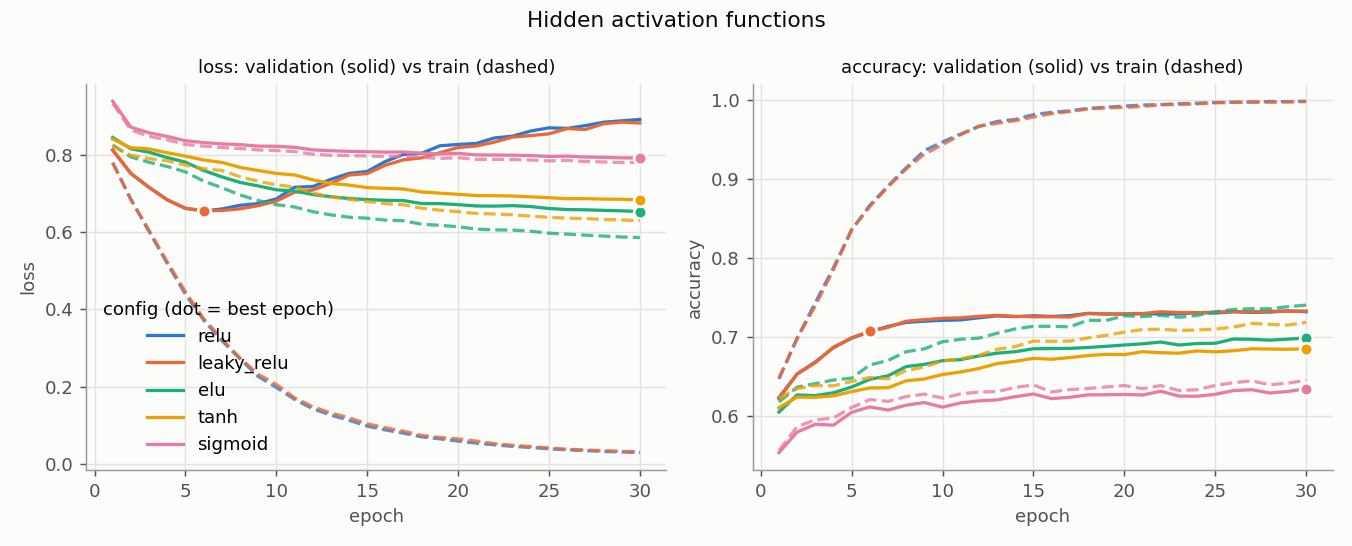 Hidden activation functions
loss: validation (solid) vs train (dashed)
0.8
0.6
0.4
0.2
0.0
loss
config (dot = best epoch)
relu
leaky_relu
elu
tanh
sigmoid
0 5 10 15 20 25 30
epoch
accuracy: validation (solid) vs train (dashed)
1.0
0.9
0.8
0.7
0.6
accuracy
0 5 10 15 20 25 30
epoch